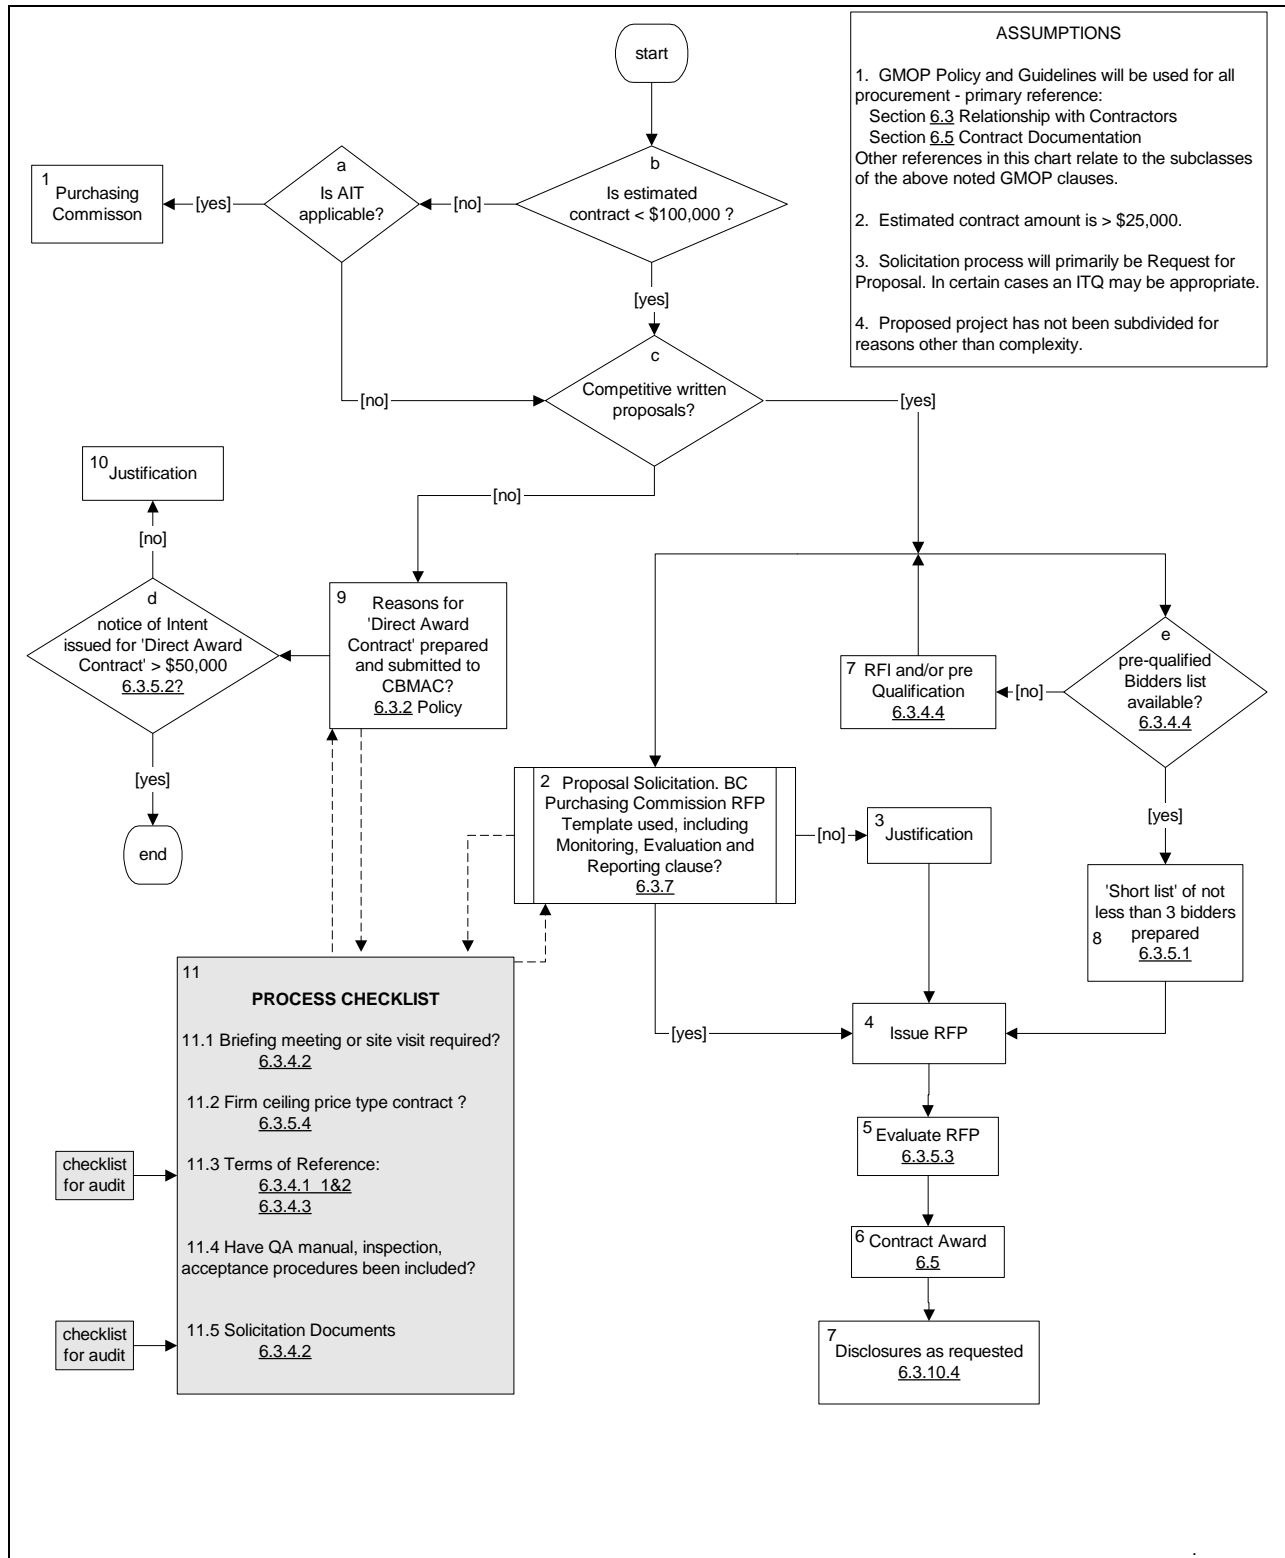 start
ASSUMPTIONS
1.  GMOP Policy and Guidelines will be used for all
procurement - primary reference:
Section 6.3 Relationship with Contractors
Section 6.5 Contract Documentation
Other references in this chart relate to the subclasses
of the above noted GMOP clauses.
2.  Estimated contract amount is > $25,000.
3.  Solicitation process will primarily be Request for
Proposal. In certain cases an ITQ may be appropriate.
4.  Proposed project has not been subdivided for
reasons other than complexity.
b
Is estimated
contract < $100,000 ?
[no]
a
Is AIT
applicable?
[yes]
1
Purchasing
Commisson
[yes]
[no]
c
Competitive written
proposals?
[yes]
[no]
10
Justification
[no]
d
notice of Intent
issued for 'Direct Award
Contract' > $50,000
6.3.5.2?
[yes]
end
9
Reasons for
'Direct Award
Contract' prepared
and submitted to
CBMAC?
6.3.2 Policy
e
pre-qualified
Bidders list
available?
6.3.4.4
[no]
7
RFI and/or pre
Qualification
6.3.4.4
[yes]
'Short list' of not
less than 3 bidders
prepared
8
6.3.5.1
2
Proposal Solicitation. BC
Purchasing Commission RFP
Template used, including
Monitoring, Evaluation and
Reporting clause?
6.3.7
[no]
3
Justification
[yes]
4
Issue RFP
5
Evaluate RFP
6.3.5.3
6
Contract Award
6.5
7
Disclosures as requested
6.3.10.4
11
PROCESS CHECKLIST
11.1 Briefing meeting or site visit required?
6.3.4.2
11.2 Firm ceiling price type contract ?
6.3.5.4
checklist
for audit
11.3 Terms of Reference:
6.3.4.1  1&2
6.3.4.3
11.4 Have QA manual, inspection,
acceptance procedures been included?
checklist
for audit
11.5 Solicitation Documents
6.3.4.2